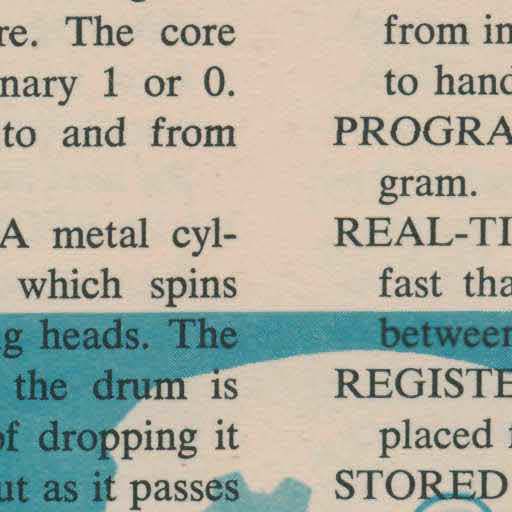 re. The core
nary 1 or 0.
to and from
A metal cyl-
which spins
g heads. The
the drum is
of dropping it
ut as it passes
from in
to hand
PROGRA
gram.
REAL-TI
fast tha
between
REGISTE
placed f
STORED